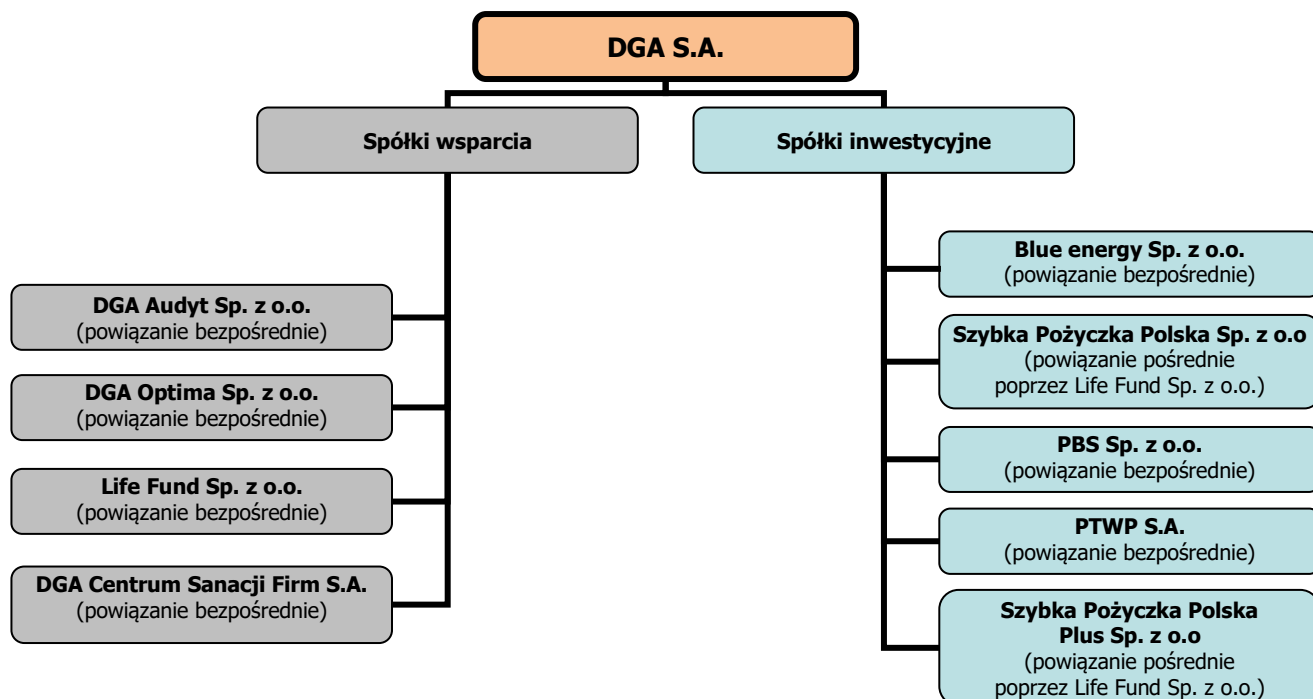 DGA S.A.
Spółki wsparcia
Spółki inwestycyjne
DGA Audyt Sp. z o.o.
(powiązanie bezpośrednie)
DGA Optima Sp. z o.o.
(powiązanie bezpośrednie)
Life Fund Sp. z o.o.
(powiązanie bezpośrednie)
DGA Centrum Sanacji Firm S.A.
(powiązanie bezpośrednie)
Blue energy Sp. z o.o.
(powiązanie bezpośrednie)
Szybka Pożyczka Polska Sp. z o.o
(powiązanie pośrednie
poprzez Life Fund Sp. z o.o.)
PBS Sp. z o.o.
(powiązanie bezpośrednie)
PTWP S.A.
(powiązanie bezpośrednie)
Szybka Pożyczka Polska
Plus Sp. z o.o
(powiązanie pośrednie
poprzez Life Fund Sp. z o.o.)